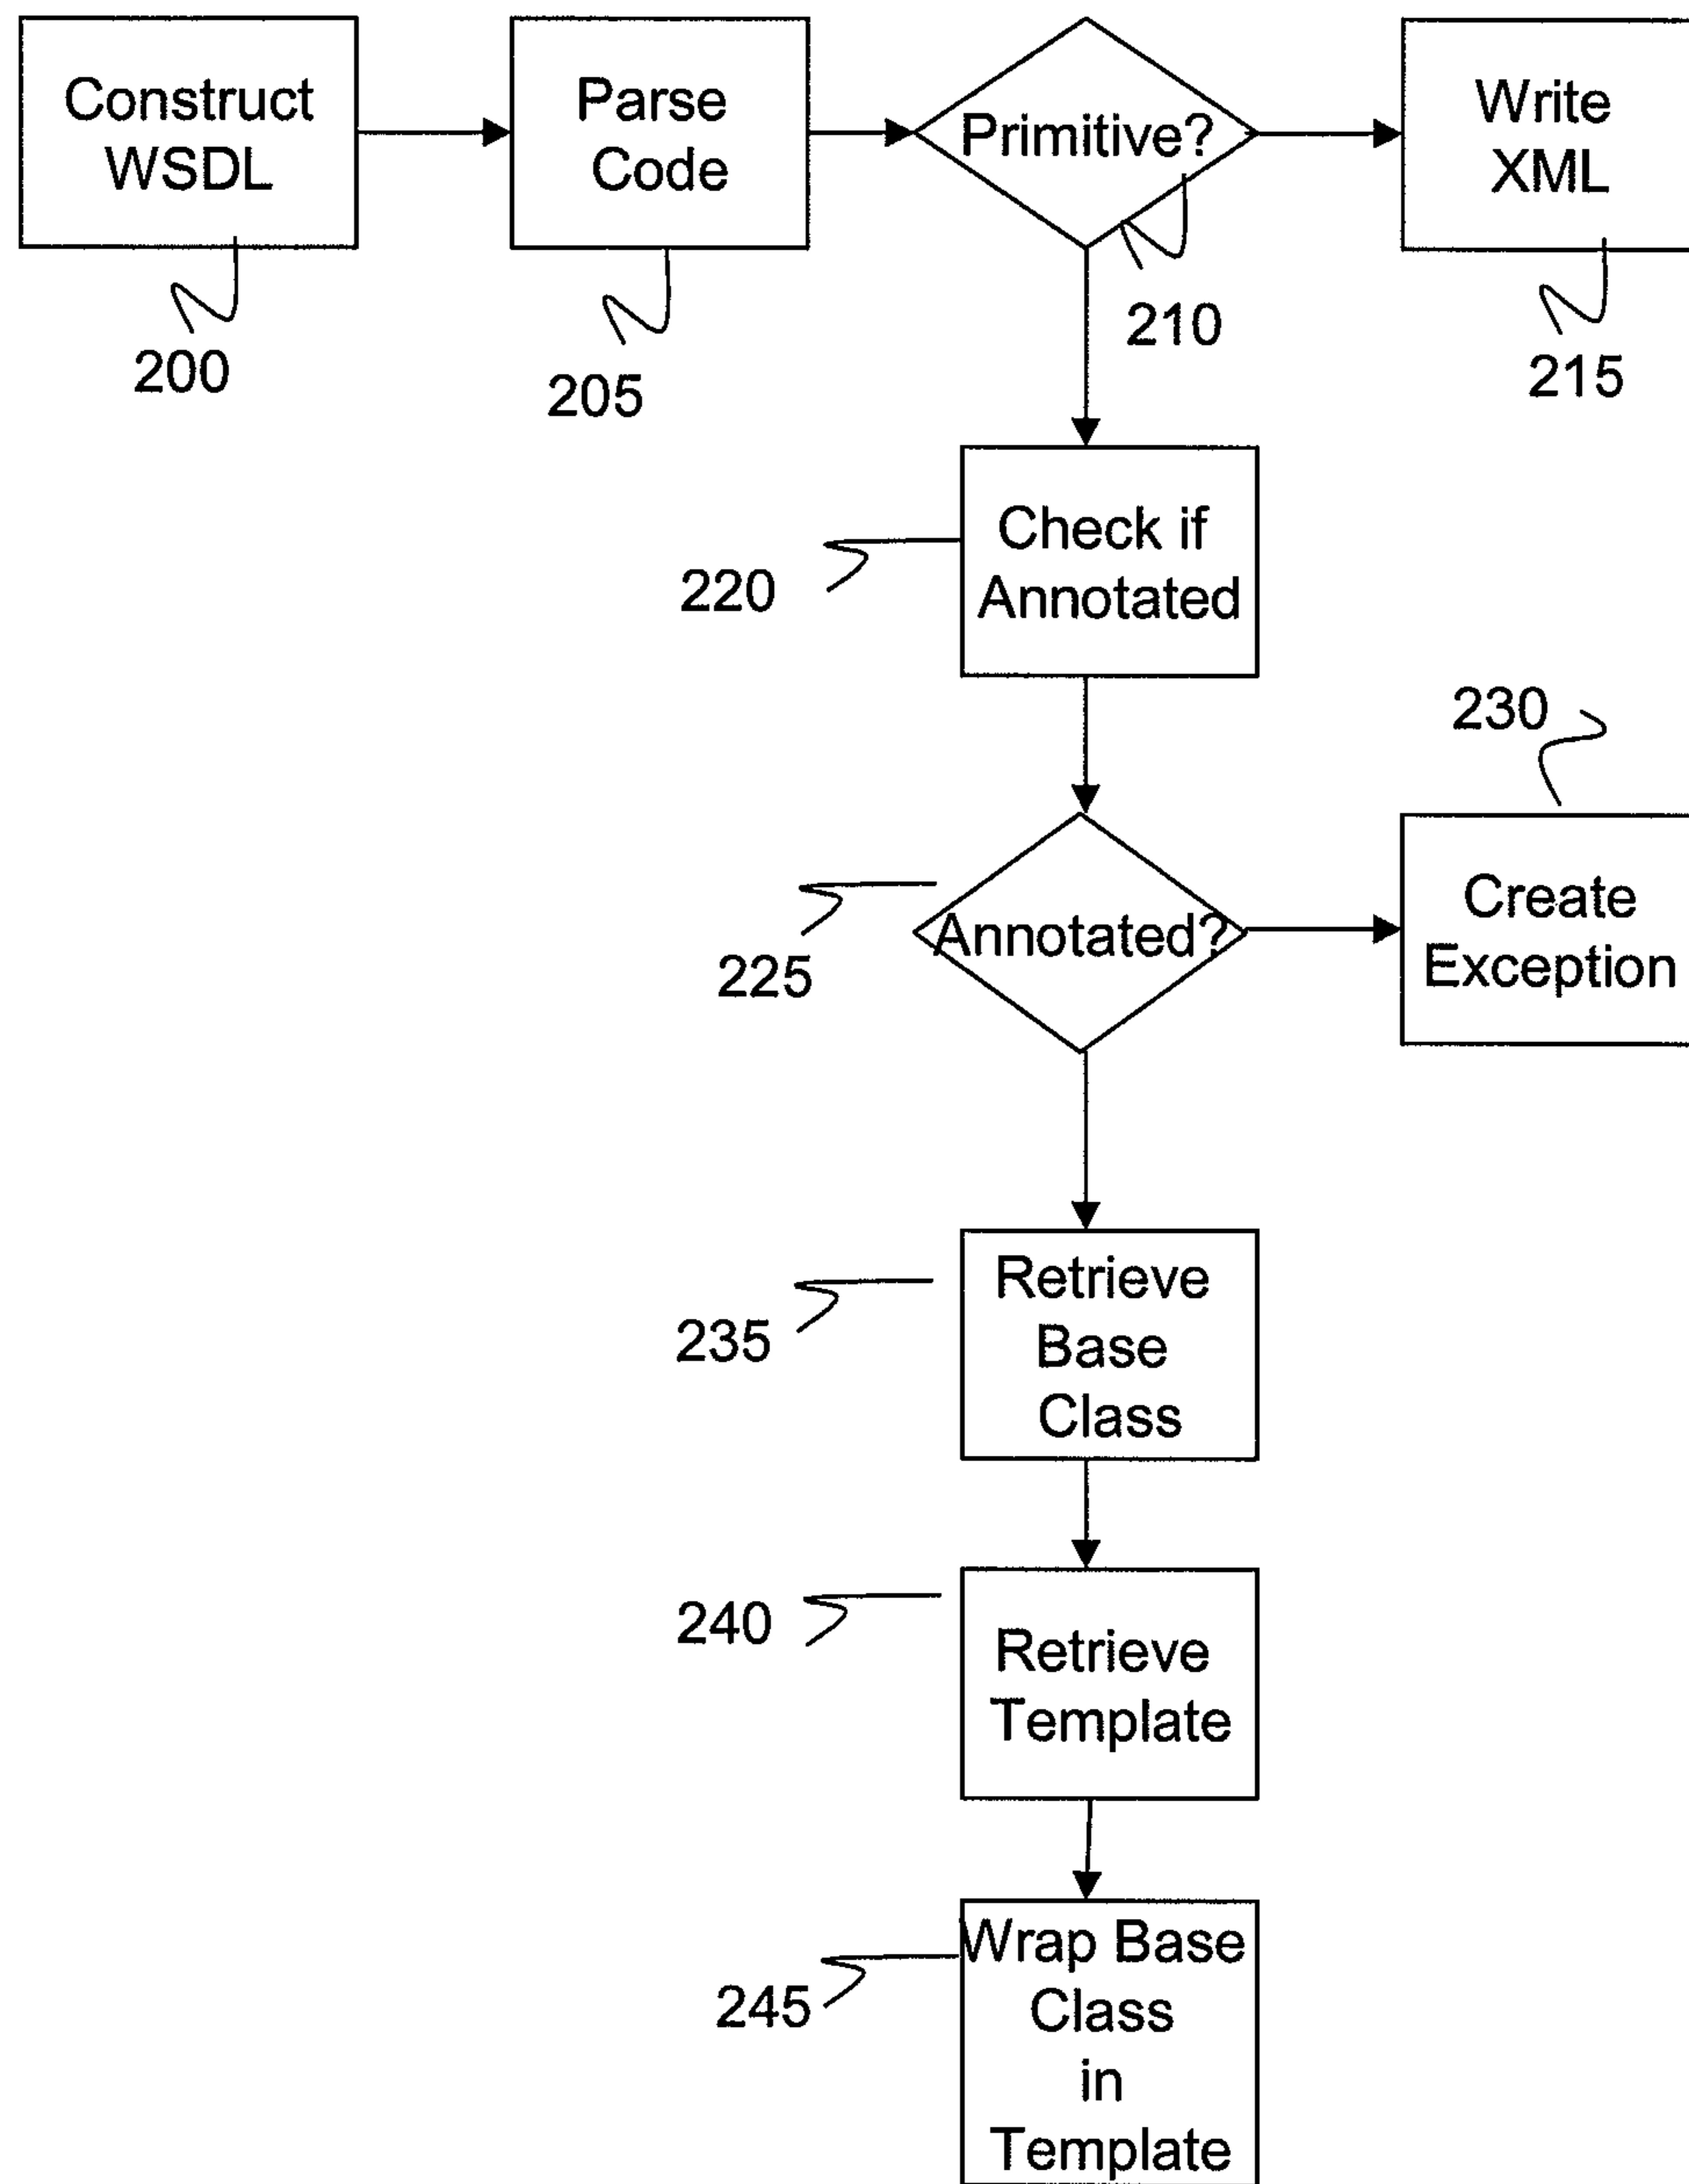 Construct
WSDL
Parse
Code
Primitive?
Write
XML
200
205
210
215
Check if
Annotated
220
230
Annotated?
Create
Exception
225
Retrieve
Base
Class
235
240
Retrieve
Template
Wrap Base
Class
in
Template
245